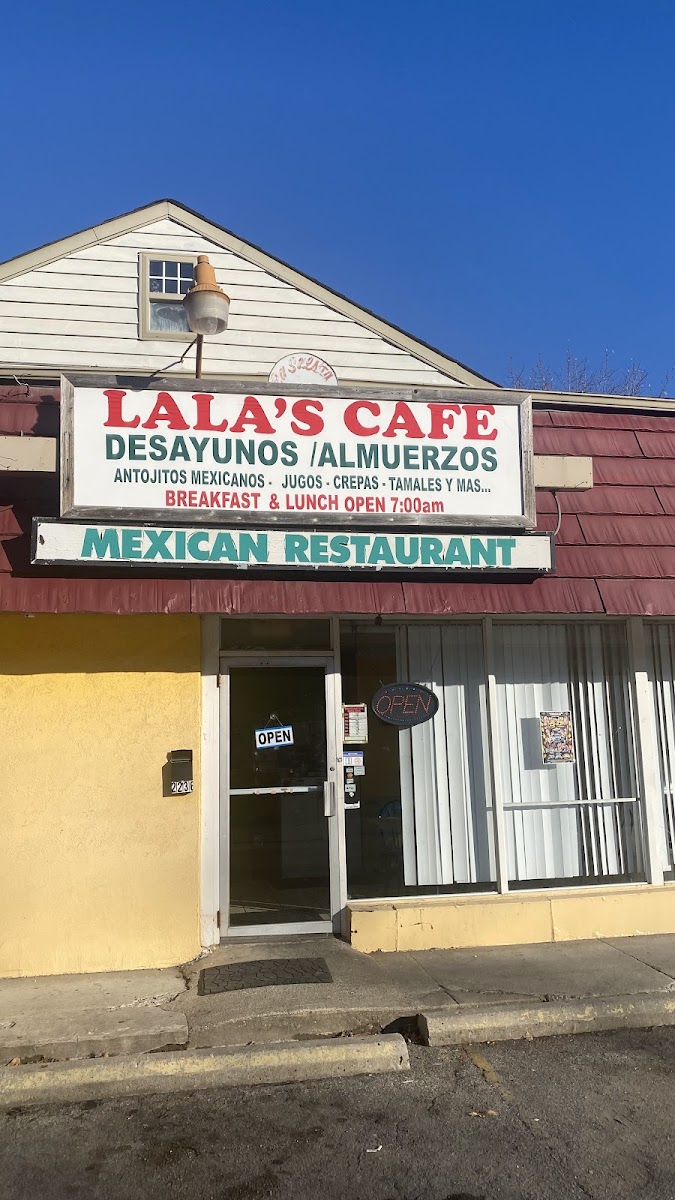 LALA'S CAFE
DESAYUNOS /ALMUERZOS
ANTOJITOS MEXICANOS - JUGOS - CREPAS - TAMALES Y MAS...
BREAKFAST & LUNCH OPEN 7:00am
MEXICAN RESTAURANT
OPEN
OPEN